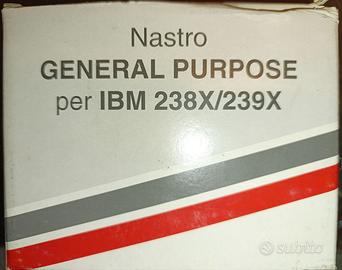 Nastro
GENERAL PURPOSE
per IBM 238X/239X
subito